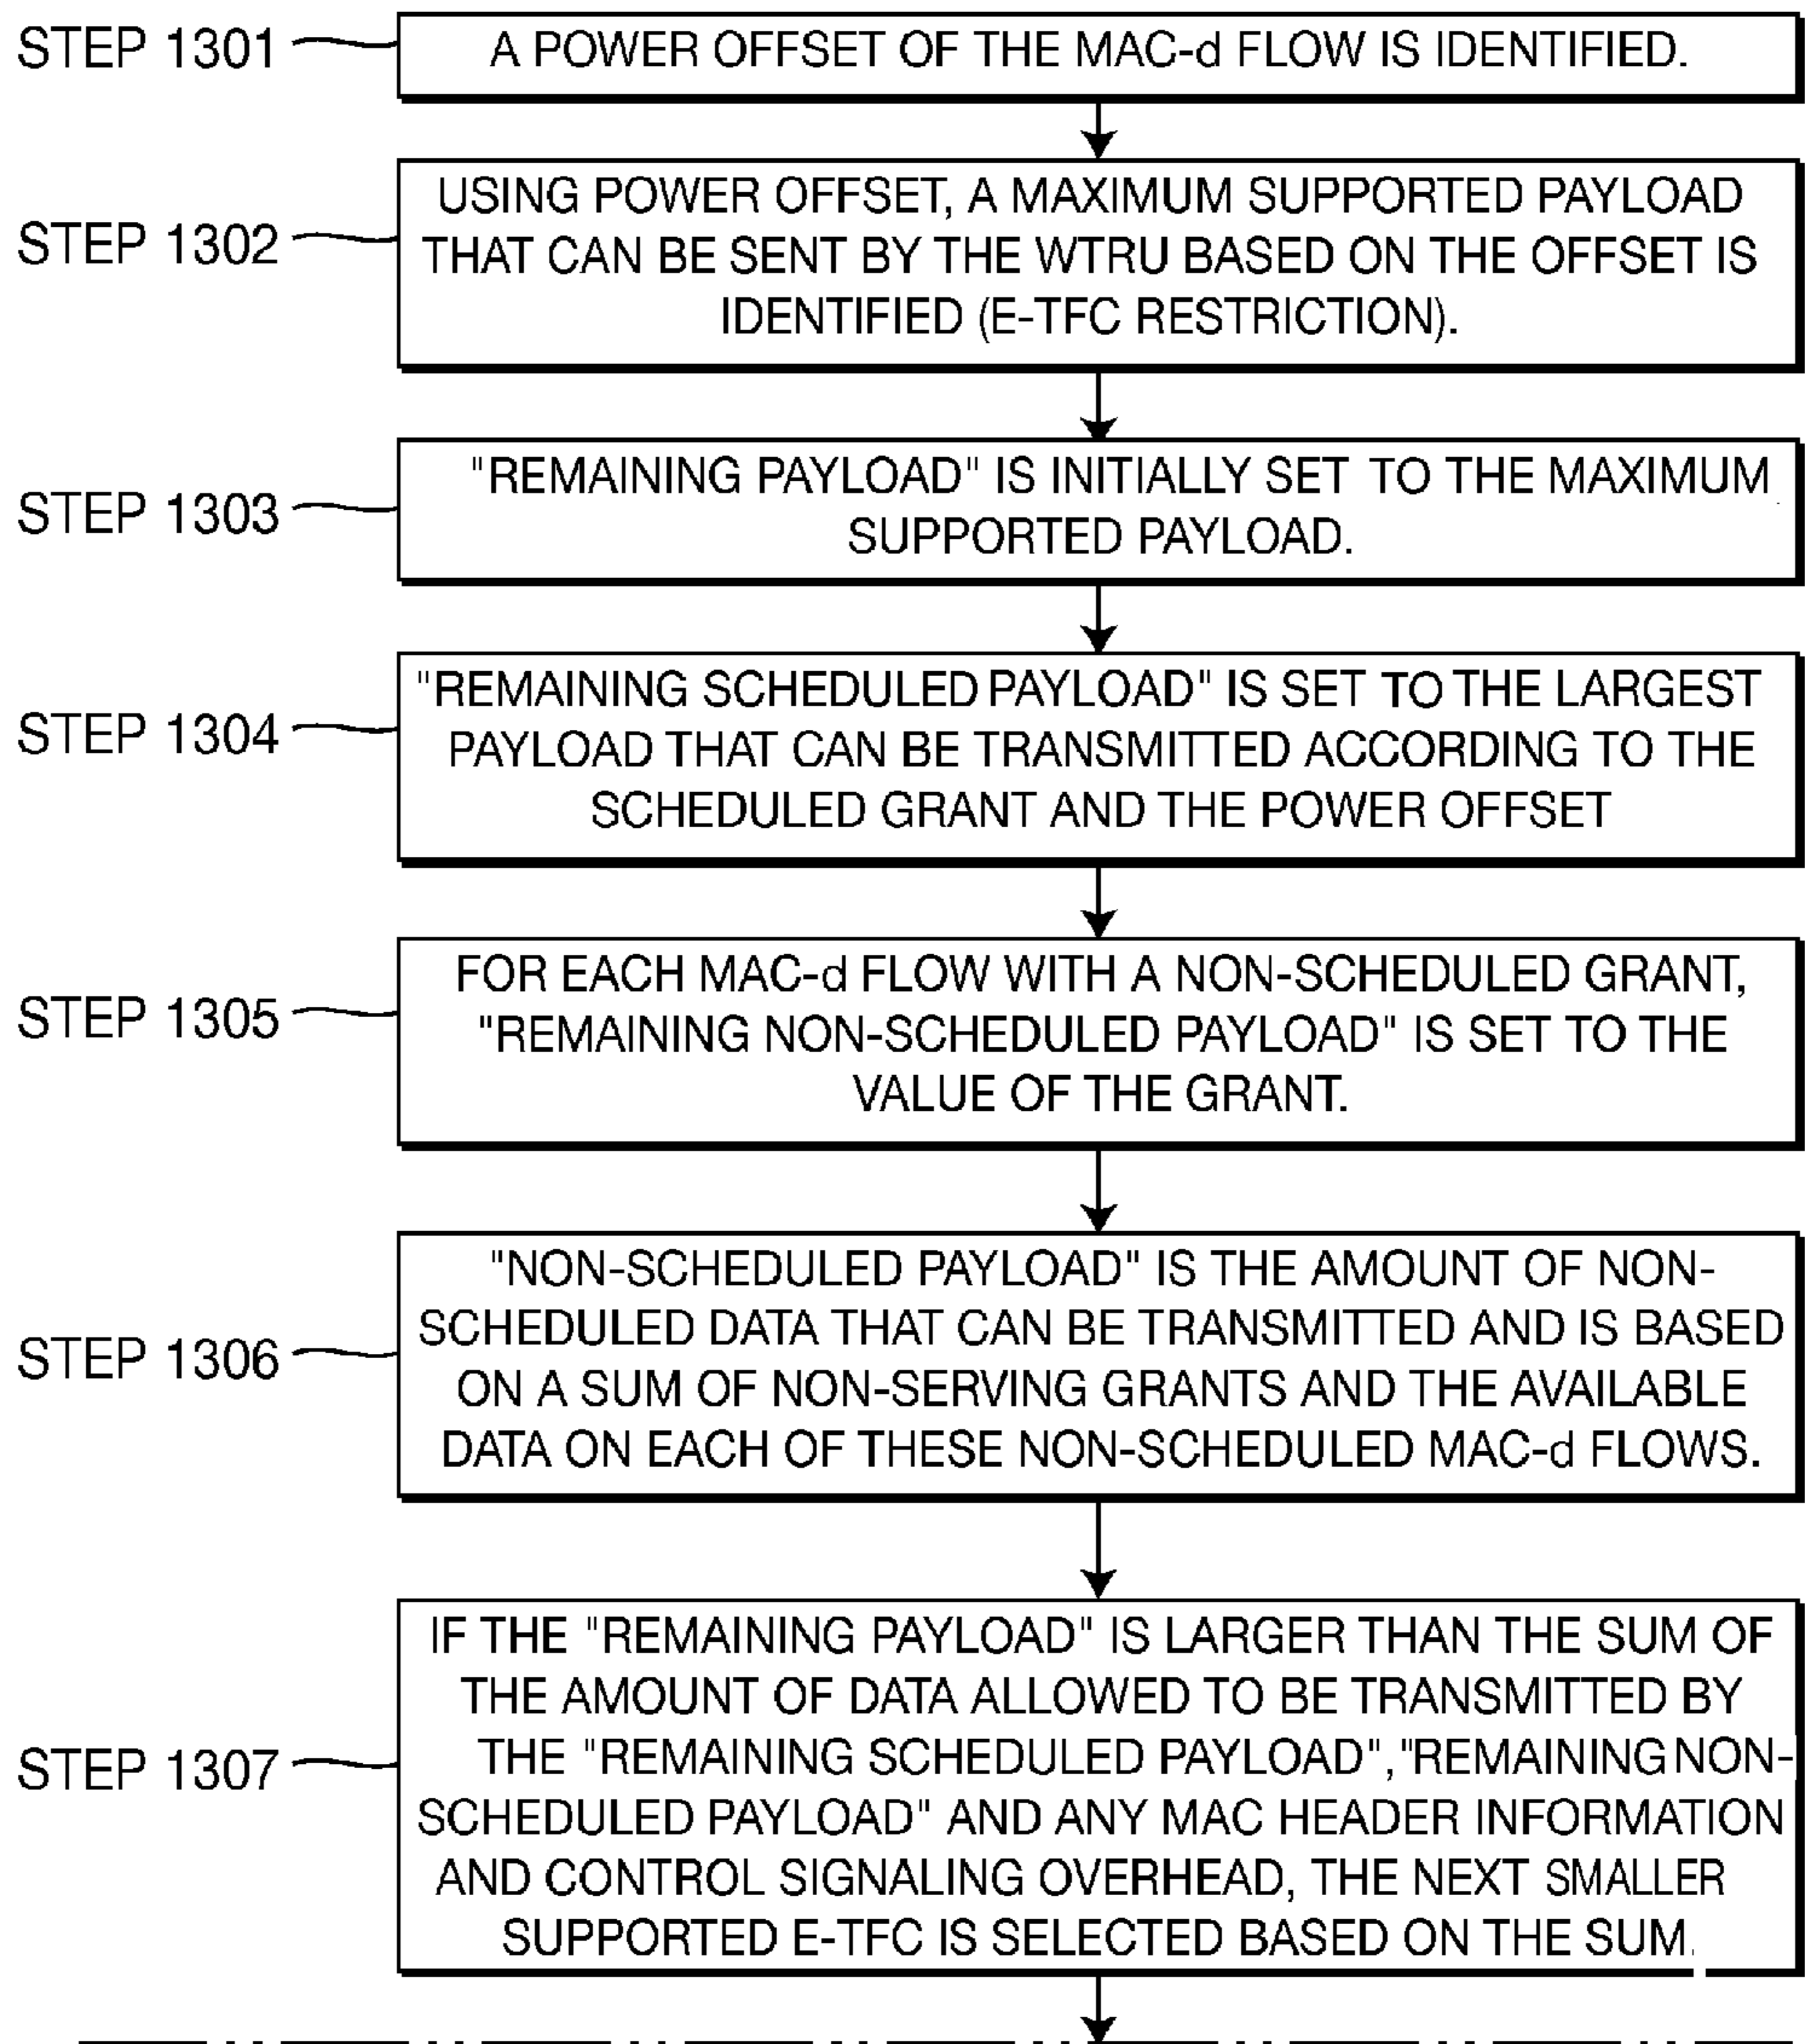 STEP 1301
A POWER OFFSET OF THE MAC-d FLOW IS IDENTIFIED.
STEP 1302
USING POWER OFFSET, A MAXIMUM SUPPORTED PAYLOAD
THAT CAN BE SENT BY THE WTRU BASED ON THE OFFSET IS
IDENTIFIED (E-TFC RESTRICTION).
STEP 1303
"REMAINING PAYLOAD" IS INITIALLY SET TO THE MAXIMUM
SUPPORTED PAYLOAD.
STEP 1304
"REMAINING SCHEDULED PAYLOAD" IS SET TO THE LARGEST
PAYLOAD THAT CAN BE TRANSMITTED ACCORDING TO THE
SCHEDULED GRANT AND THE POWER OFFSET
STEP 1305
FOR EACH MAC-d FLOW WITH A NON-SCHEDULED GRANT,
"REMAINING NON-SCHEDULED PAYLOAD" IS SET TO THE
VALUE OF THE GRANT.
STEP 1306
"NON-SCHEDULED PAYLOAD" IS THE AMOUNT OF NON-
SCHEDULED DATA THAT CAN BE TRANSMITTED AND IS BASED
ON A SUM OF NON-SERVING GRANTS AND THE AVAILABLE
DATA ON EACH OF THESE NON-SCHEDULED MAC-d FLOWS.
STEP 1307
IF THE "REMAINING PAYLOAD" IS LARGER THAN THE SUM OF
THE AMOUNT OF DATA ALLOWED TO BE TRANSMITTED BY
THE "REMAINING SCHEDULED PAYLOAD", "REMAINING NON-
SCHEDULED PAYLOAD" AND ANY MAC HEADER INFORMATION
AND CONTROL SIGNALING OVERHEAD, THE NEXT SMALLER
SUPPORTED E-TFC IS SELECTED BASED ON THE SUM.